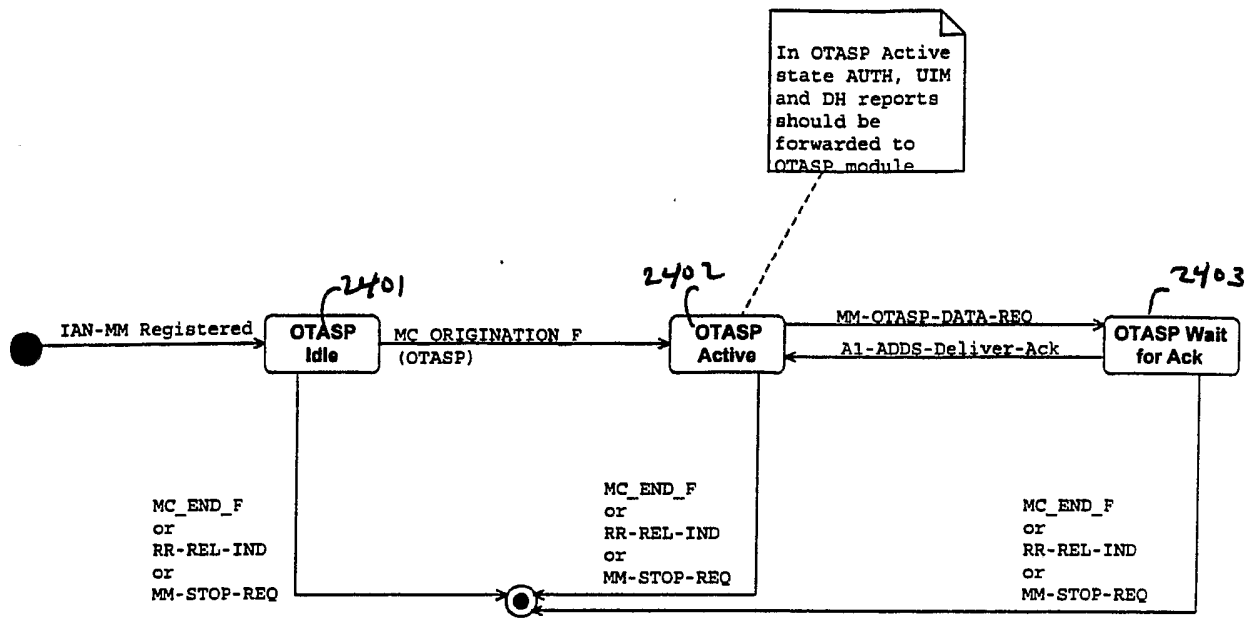 In OTASP Active
state AUTH, UIM
and DH reports
should be
forwarded to
OTASP module
2401
2402
2403
IAN-MM Registered
OTASP
Idle
MC_ORIGINATION_F
(OTASP)
OTASP
Active
MM-OTASP-DATA-REQ
A1-ADDS-Deliver-Ack
OTASP Wait
for Ack
MC_END_F
or
RR-REL-IND
or
MM-STOP-REQ
MC_END_F
or
RR-REL-IND
or
MM-STOP-REQ
MC_END_F
or
RR-REL-IND
or
MM-STOP-REQ